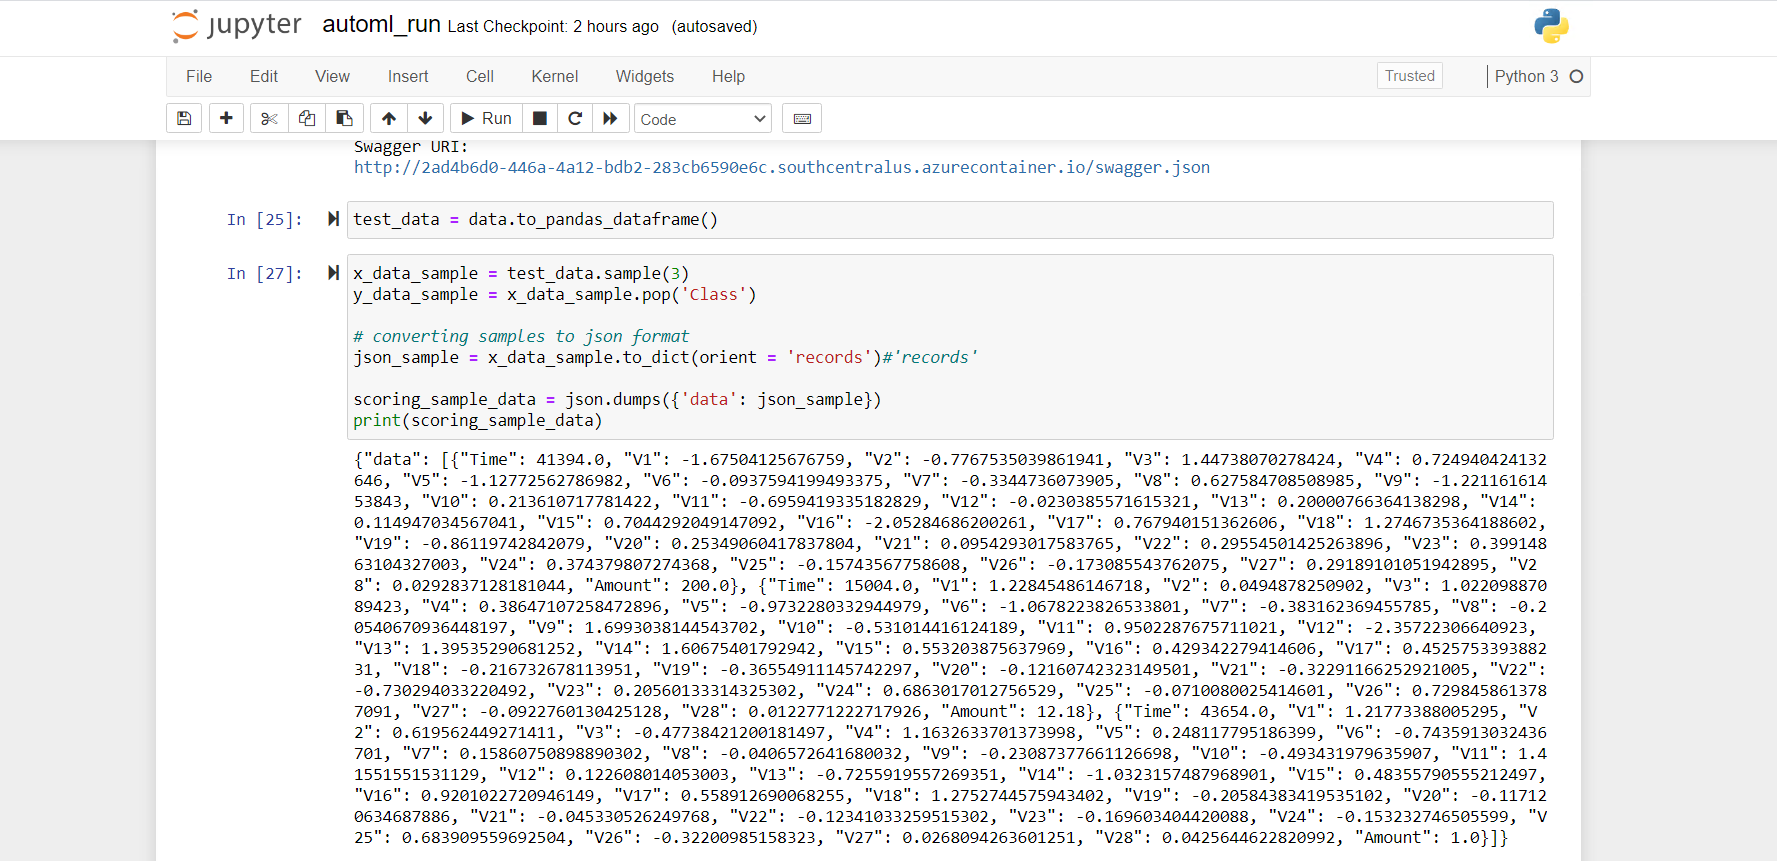 jupyter automl_run Last Checkpoint: 2 hours ago (autosaved)
File Edit View Insert Cell Kernel Widgets Help Trusted Python 3
Run Code
Swagger URI:
http://2ad4b6d0-446a-4a12-bdb2-283cb6590e6c.southcentralus.azurecontainer.io/swagger.json
In [25]: test_data = data.to_pandas_dataframe()
In [27]: x_data_sample = test_data.sample(3)
y_data_sample = x_data_sample.pop('Class')
# converting samples to json format
json_sample = x_data_sample.to_dict(orient = 'records')#'records'
scoring_sample_data = json.dumps({'data': json_sample})
print(scoring_sample_data)
{"data": [{"Time": 41394.0, "V1": -1.67504125676759, "V2": -0.7767535039861941, "V3": 1.44738070278424, "V4": 0.724940424132
646, "V5": -1.12772562786982, "V6": -0.0937594199493375, "V7": -0.3344736073905, "V8": 0.627584708508985, "V9": -1.221161614
53843, "V10": 0.213610717781422, "V11": -0.6959419335182829, "V12": -0.0230385571615321, "V13": 0.20000766364138298, "V14":
0.114947034567041, "V15": 0.7044292049147092, "V16": -2.05284686200261, "V17": 0.767940151362606, "V18": 1.2746735364188602,
"V19": -0.86119742842079, "V20": 0.25349060417837804, "V21": 0.0954293017583765, "V22": 0.29554501425263896, "V23": 0.399148
63104327003, "V24": 0.374379807274368, "V25": -0.15743567758608, "V26": -0.173085543762075, "V27": 0.29189101051942895, "V2
8": 0.0292837128181044, "Amount": 200.0}, {"Time": 15004.0, "V1": 1.22845486146718, "V2": 0.0494878250902, "V3": 1.022098870
89423, "V4": 0.38647107258472896, "V5": -0.9732280332944979, "V6": -1.0678223826533801, "V7": -0.383162369455785, "V8": -0.2
0540670936448197, "V9": 1.6993038144543702, "V10": -0.531014416124189, "V11": 0.9502287675711021, "V12": -2.35722306640923,
"V13": 1.39535290681252, "V14": 1.60675401792942, "V15": 0.553203875637969, "V16": 0.429342279414606, "V17": 0.4525753393882
31, "V18": -0.216732678113951, "V19": -0.36554911145742297, "V20": -0.12160742323149501, "V21": -0.32291166252921005, "V22":
-0.730294033220492, "V23": 0.20560133314325302, "V24": 0.6863017012756529, "V25": -0.0710080025414601, "V26": 0.729845861378
7091, "V27": -0.0922760130425128, "V28": 0.0122771222717926, "Amount": 12.18}, {"Time": 43654.0, "V1": 1.21773388005295, "V
2": 0.619562449271411, "V3": -0.47738421200181497, "V4": 1.1632633701373998, "V5": 0.248117795186399, "V6": -0.7435913032436
701, "V7": 0.15860750898890302, "V8": -0.0406572641680032, "V9": -0.23087377661126698, "V10": -0.493431979635907, "V11": 1.4
1551551531129, "V12": 0.122608014053003, "V13": -0.7255919557269351, "V14": -1.0323157487968901, "V15": 0.48355790555212497,
"V16": 0.9201022720946149, "V17": 0.558912690068255, "V18": 1.2752744575943402, "V19": -0.20584383419535102, "V20": -0.11712
0634687886, "V21": -0.045330526249768, "V22": -0.12341033259515302, "V23": -0.169603404420088, "V24": -0.153232746505599, "V
25": 0.683909559692504, "V26": -0.32200985158323, "V27": 0.0268094263601251, "V28": 0.0425644622820992, "Amount": 1.0}]}